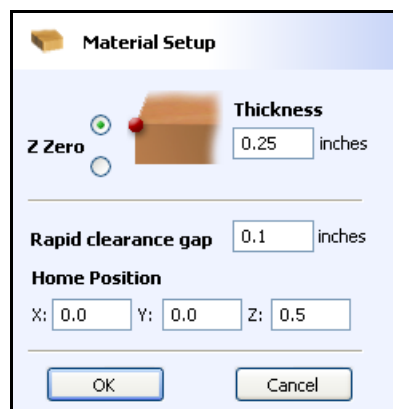 Material Setup
Thickness
Z Zero 0.25 inches
Rapid clearance gap 0.1 inches
Home Position
X: 0.0 Y: 0.0 Z: 0.5
OK Cancel